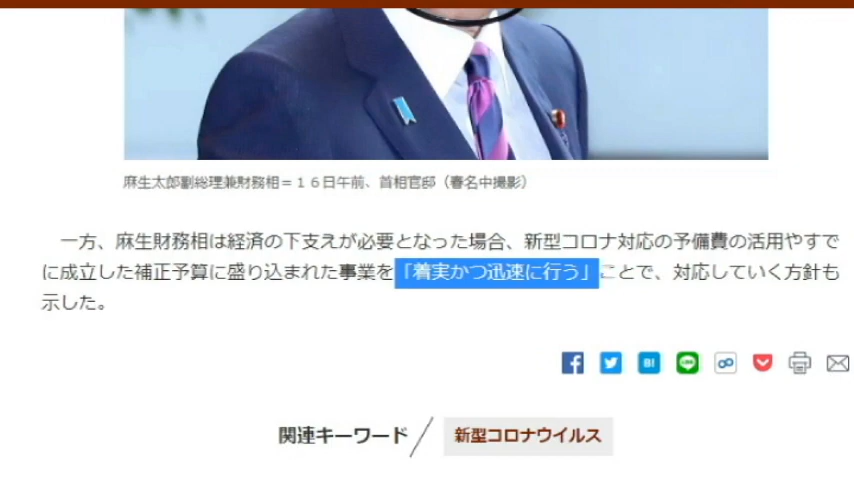 麻生太郎副総理兼財務相＝１６日午前、首相官邸（春名中撮影）
一方、麻生財務相は経済の下支えが必要となった場合、新型コロナ対応の予備費の活用やすで
に成立した補正予算に盛り込まれた事業を「着実かつ迅速に行う」ことで、対応していく方針も
示した。
B!
LINE
関連キーワード
新型コロナウイルス